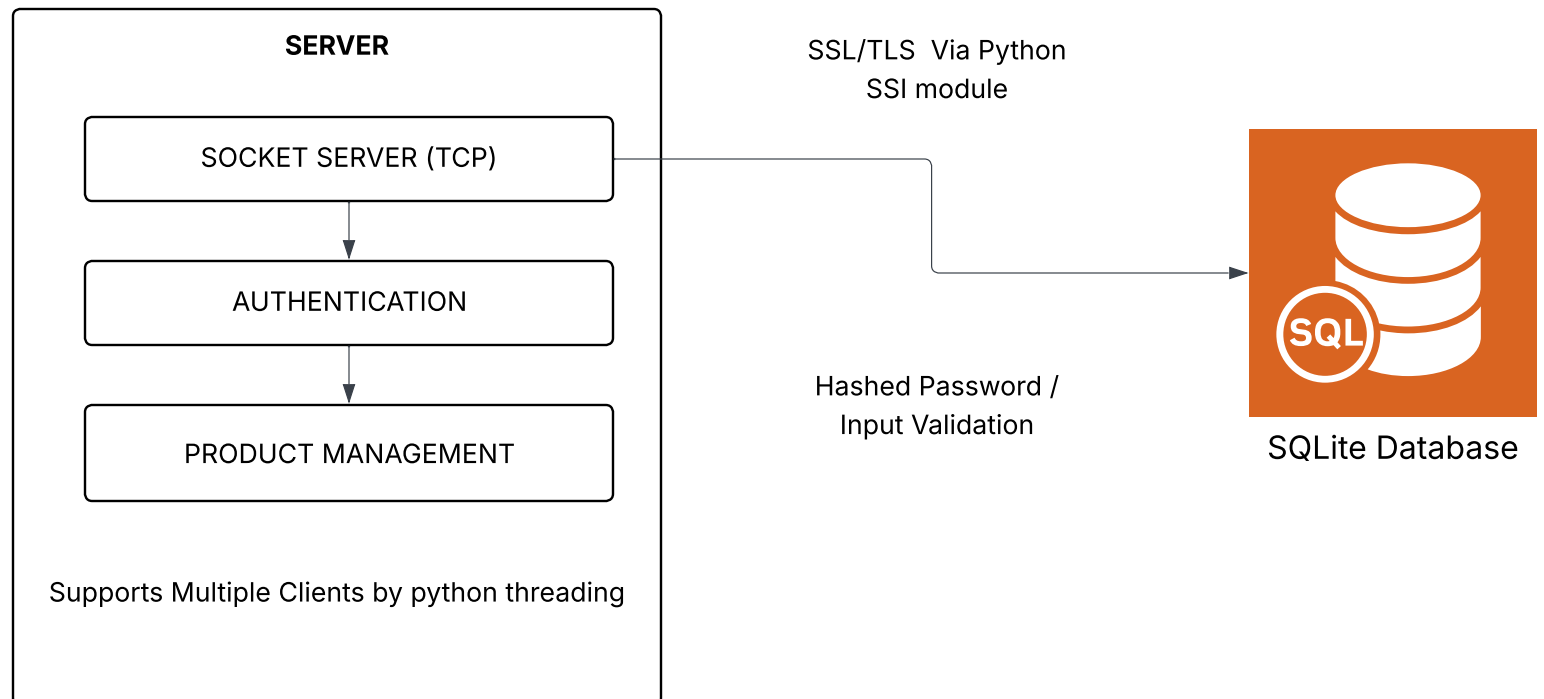 SERVER
SOCKET SERVER (TCP)
AUTHENTICATION
PRODUCT MANAGEMENT
Supports Multiple Clients by python threading
SSL/TLS  Via Python
SSI module
Hashed Password /
Input Validation
SQL
SQLite Database